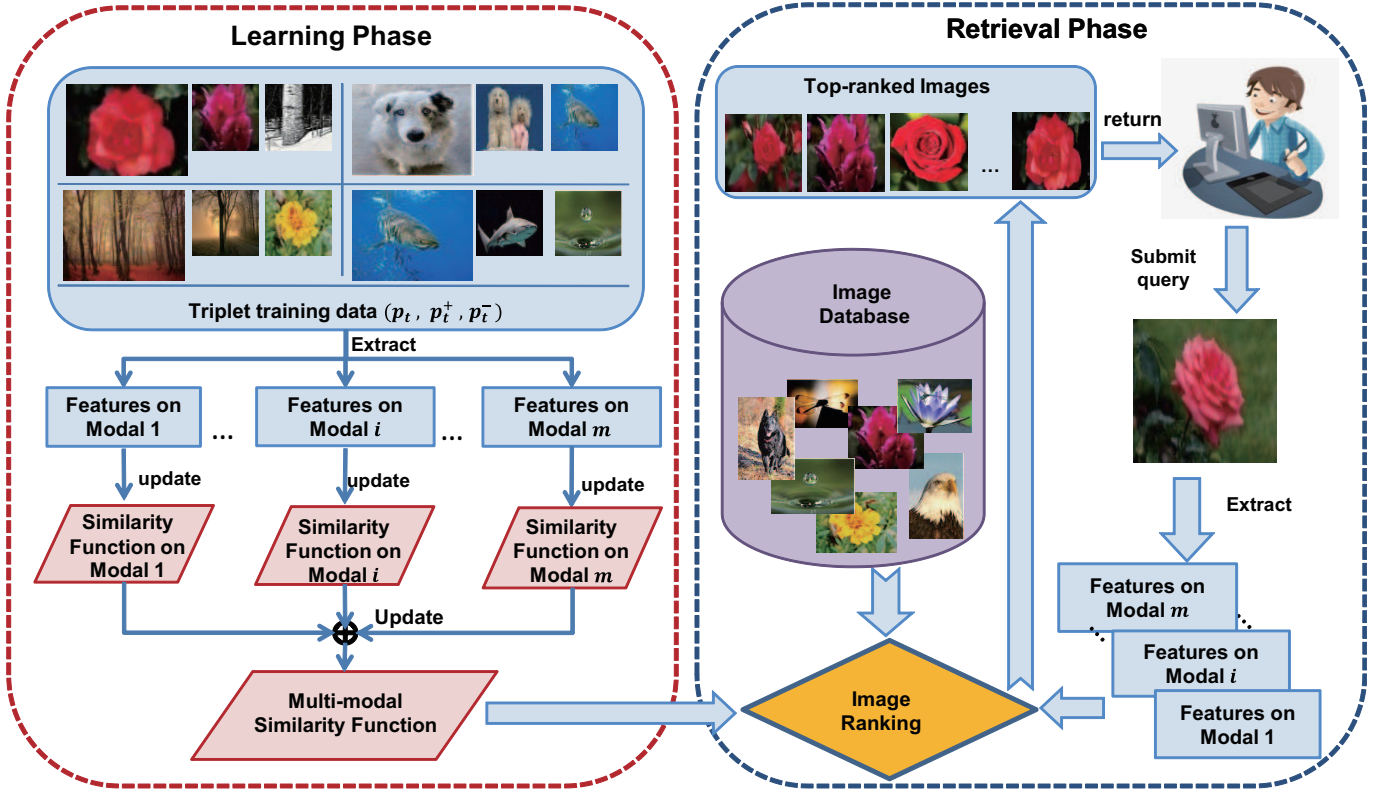 Learning Phase
Triplet training data (p_t , p_t^+ , p_t^-)
Extract
Features on
Modal 1
...
Features on
Modal i
...
Features on
Modal m
update
update
update
Similarity
Function on
Modal 1
Similarity
Function on
Modal i
Similarity
Function on
Modal m
Update
Multi-modal
Similarity Function
Retrieval Phase
Top-ranked Images
...
return
Submit
query
Image
Database
Extract
Features on
Modal m
Features on
Modal i
Features on
Modal 1
Image
Ranking